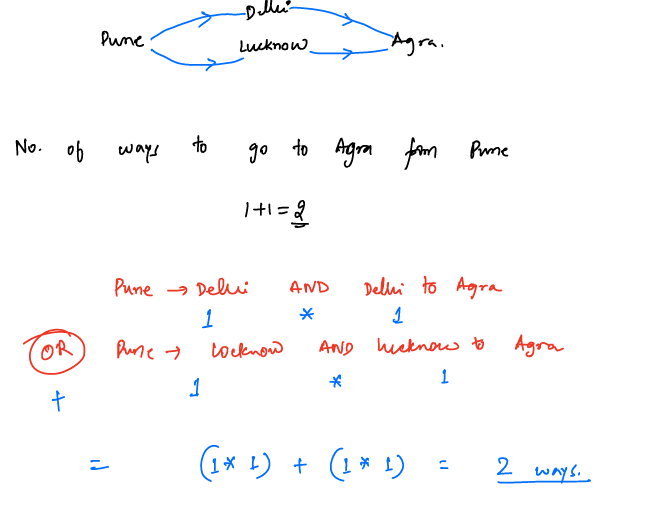 Delhi
Pune
Lucknow
Agra.
No. of ways to go to Agra from Pune
1+1=2
Pune → Delhi AND Delhi to Agra
1 * 1
OR Pune → Lucknow AND Lucknow to Agra
+ 1 * 1
= (1 * 1) + (1 * 1) = 2 ways.